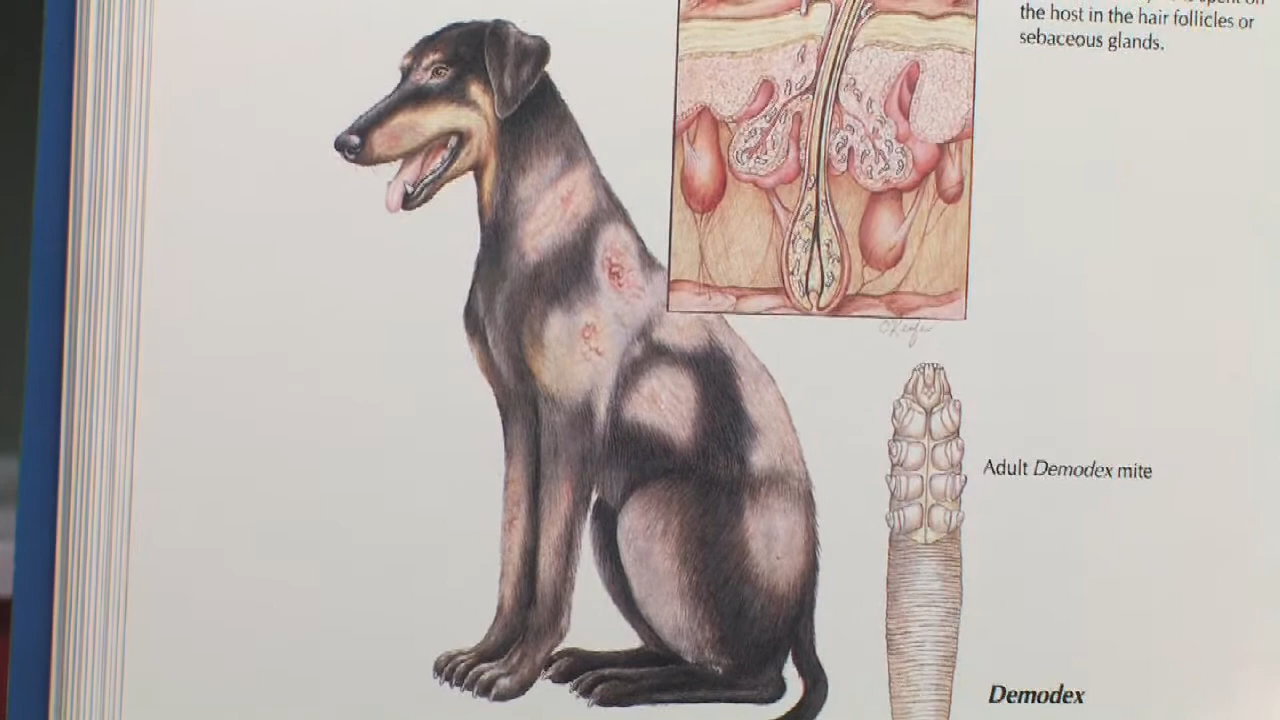 the host in the hair follicles or
sebaceous glands.
Adult Demodex mite
Demodex